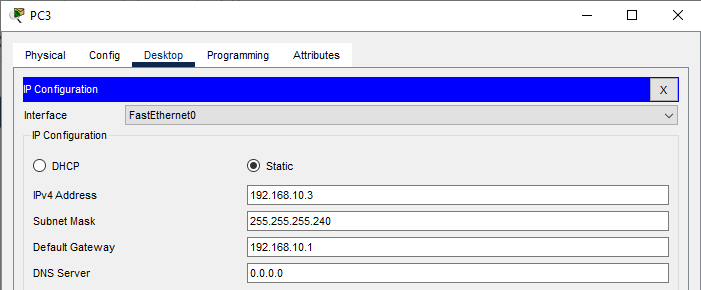 PC3
Physical Config Desktop Programming Attributes
IP Configuration X
Interface FastEthernet0
IP Configuration
DHCP Static
IPv4 Address 192.168.10.3
Subnet Mask 255.255.255.240
Default Gateway 192.168.10.1
DNS Server 0.0.0.0